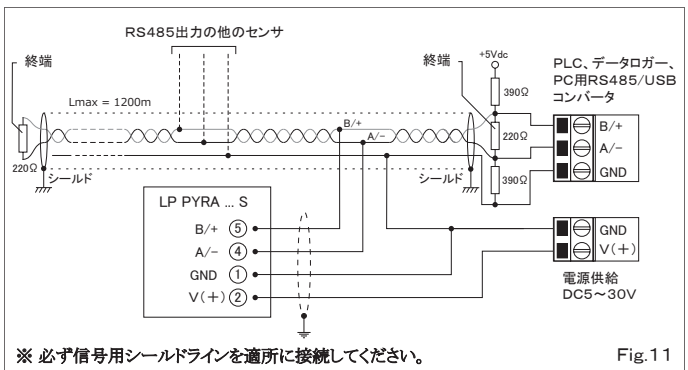 RS485出力の他のセンサ
終端
終端
+5Vdc
PLC、データロガー、
PC用RS485/USB
コンバータ
390Ω
Lmax = 1200m
B/+
B/+
220Ω
A/-
A/-
GND
220Ω
シールド
シールド
390Ω
LP PYRA ... S
B/+ 5
A/- 4
GND 1
V(+) 2
GND
V(+)
電源供給
DC5~30V
※ 必ず信号用シールドラインを適所に接続してください。
Fig.11